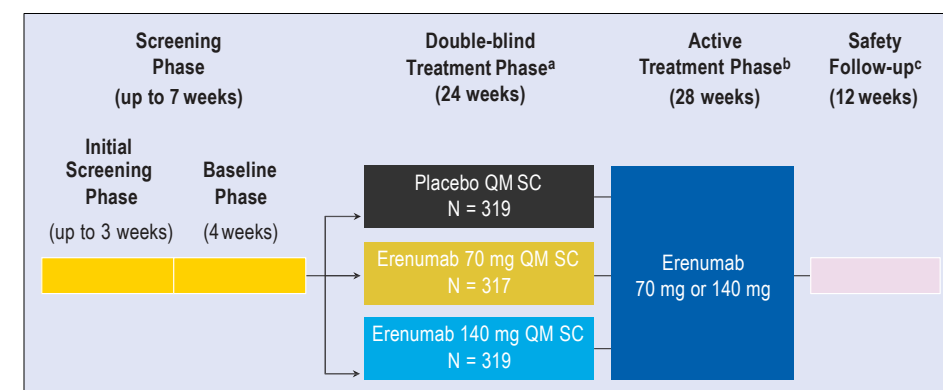 Screening
Phase
(up to 7 weeks)
Double-blind
Treatment Phaseᵃ
(24 weeks)
Active
Treatment Phaseᵇ
(28 weeks)
Safety
Follow-upᶜ
(12 weeks)
Initial
Screening
Phase
(up to 3 weeks)
Baseline
Phase
(4 weeks)
Placebo QM SC
N = 319
Erenumab 70 mg QM SC
N = 317
Erenumab 140 mg QM SC
N = 319
Erenumab
70 mg or 140 mg